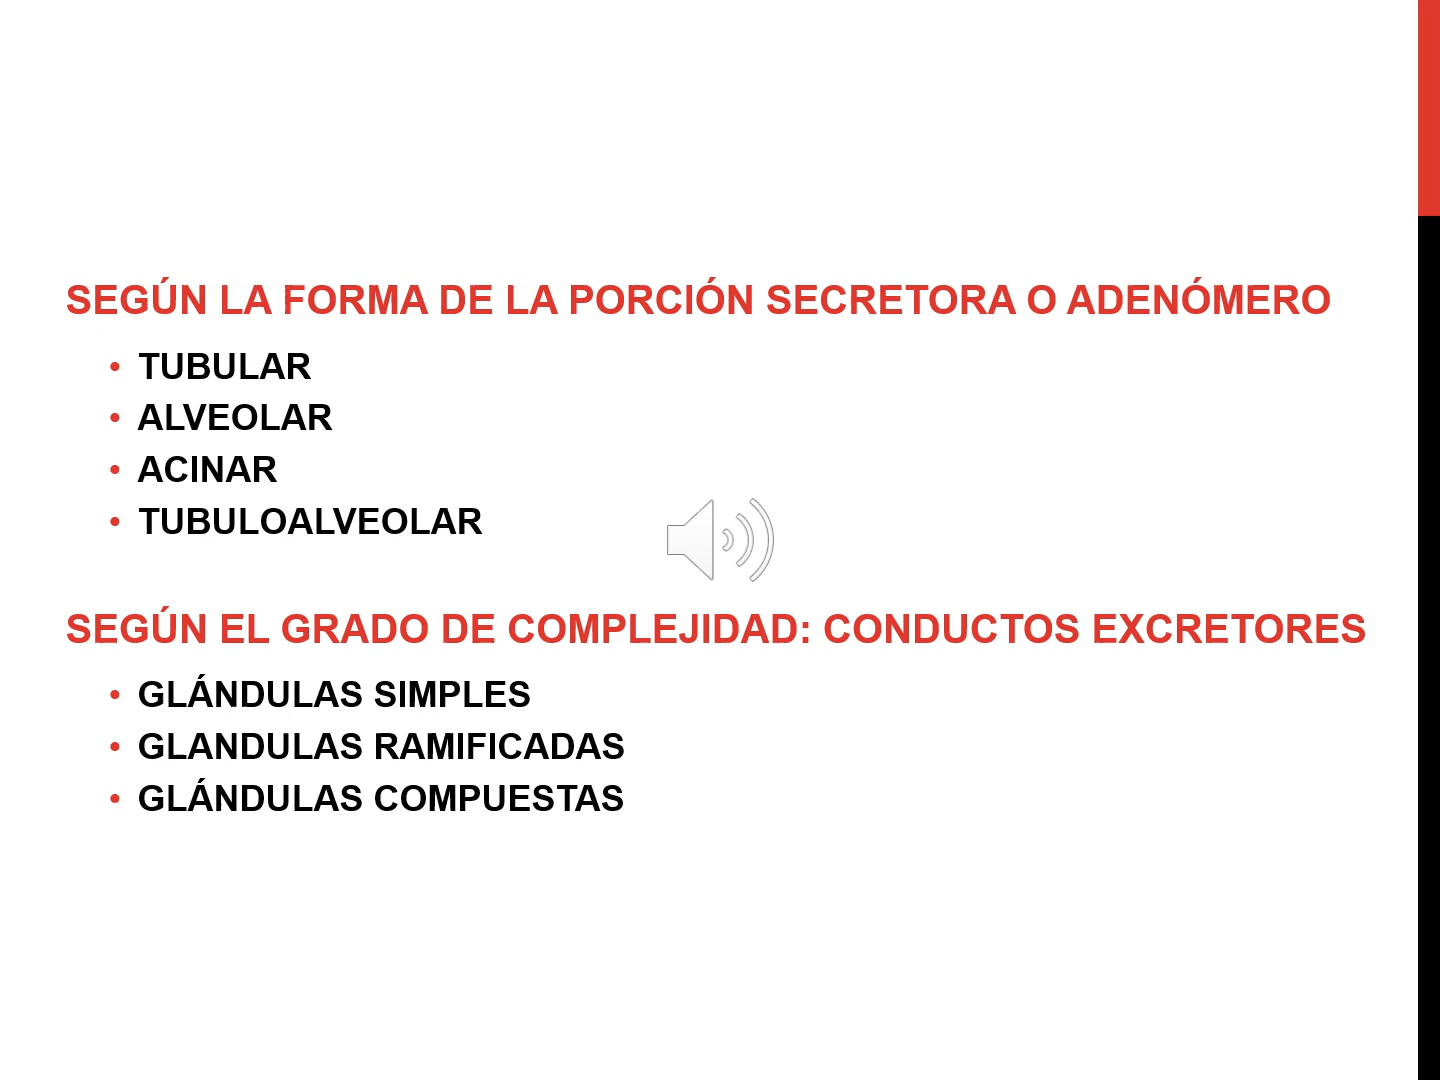 SEGÚN LA FORMA DE LA PORCIÓN SECRETORA O ADENÓMERO
• TUBULAR
• ALVEOLAR
• ACINAR
• TUBULOALVEOLAR
SEGÚN EL GRADO DE COMPLEJIDAD: CONDUCTOS EXCRETORES
• GLÁNDULAS SIMPLES
• GLANDULAS RAMIFICADAS
• GLÁNDULAS COMPUESTAS